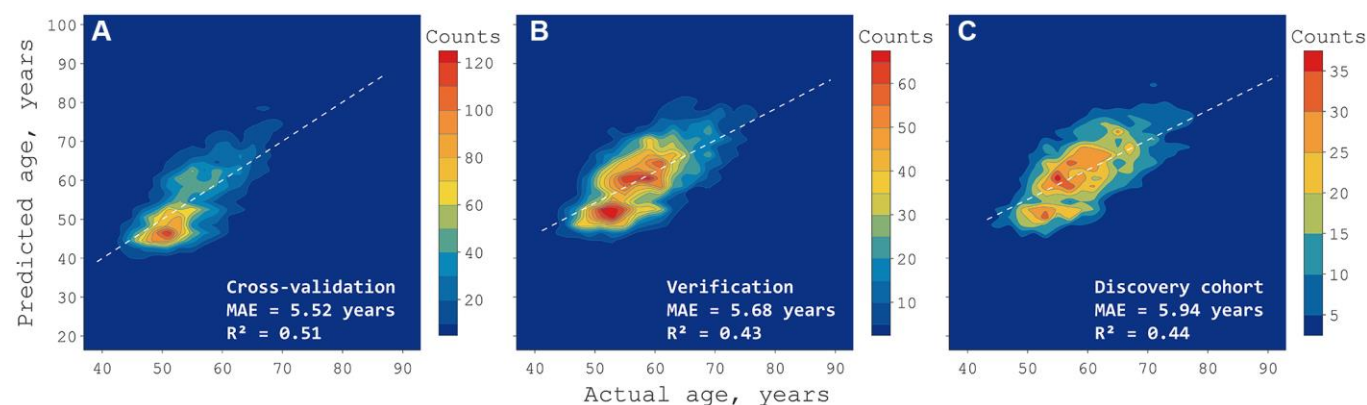 Predicted age, years
100
90
80
70
60
50
40
30
20
A
Cross-validation
MAE = 5.52 years
R² = 0.51
40 50 60 70 80 90
Counts
120
100
80
60
40
20
B
Verification
MAE = 5.68 years
R² = 0.43
40 50 60 70 80 90
Counts
60
50
40
30
20
10
C
Discovery cohort
MAE = 5.94 years
R² = 0.44
40 50 60 70 80 90
Counts
35
30
25
20
15
10
5
Actual age, years